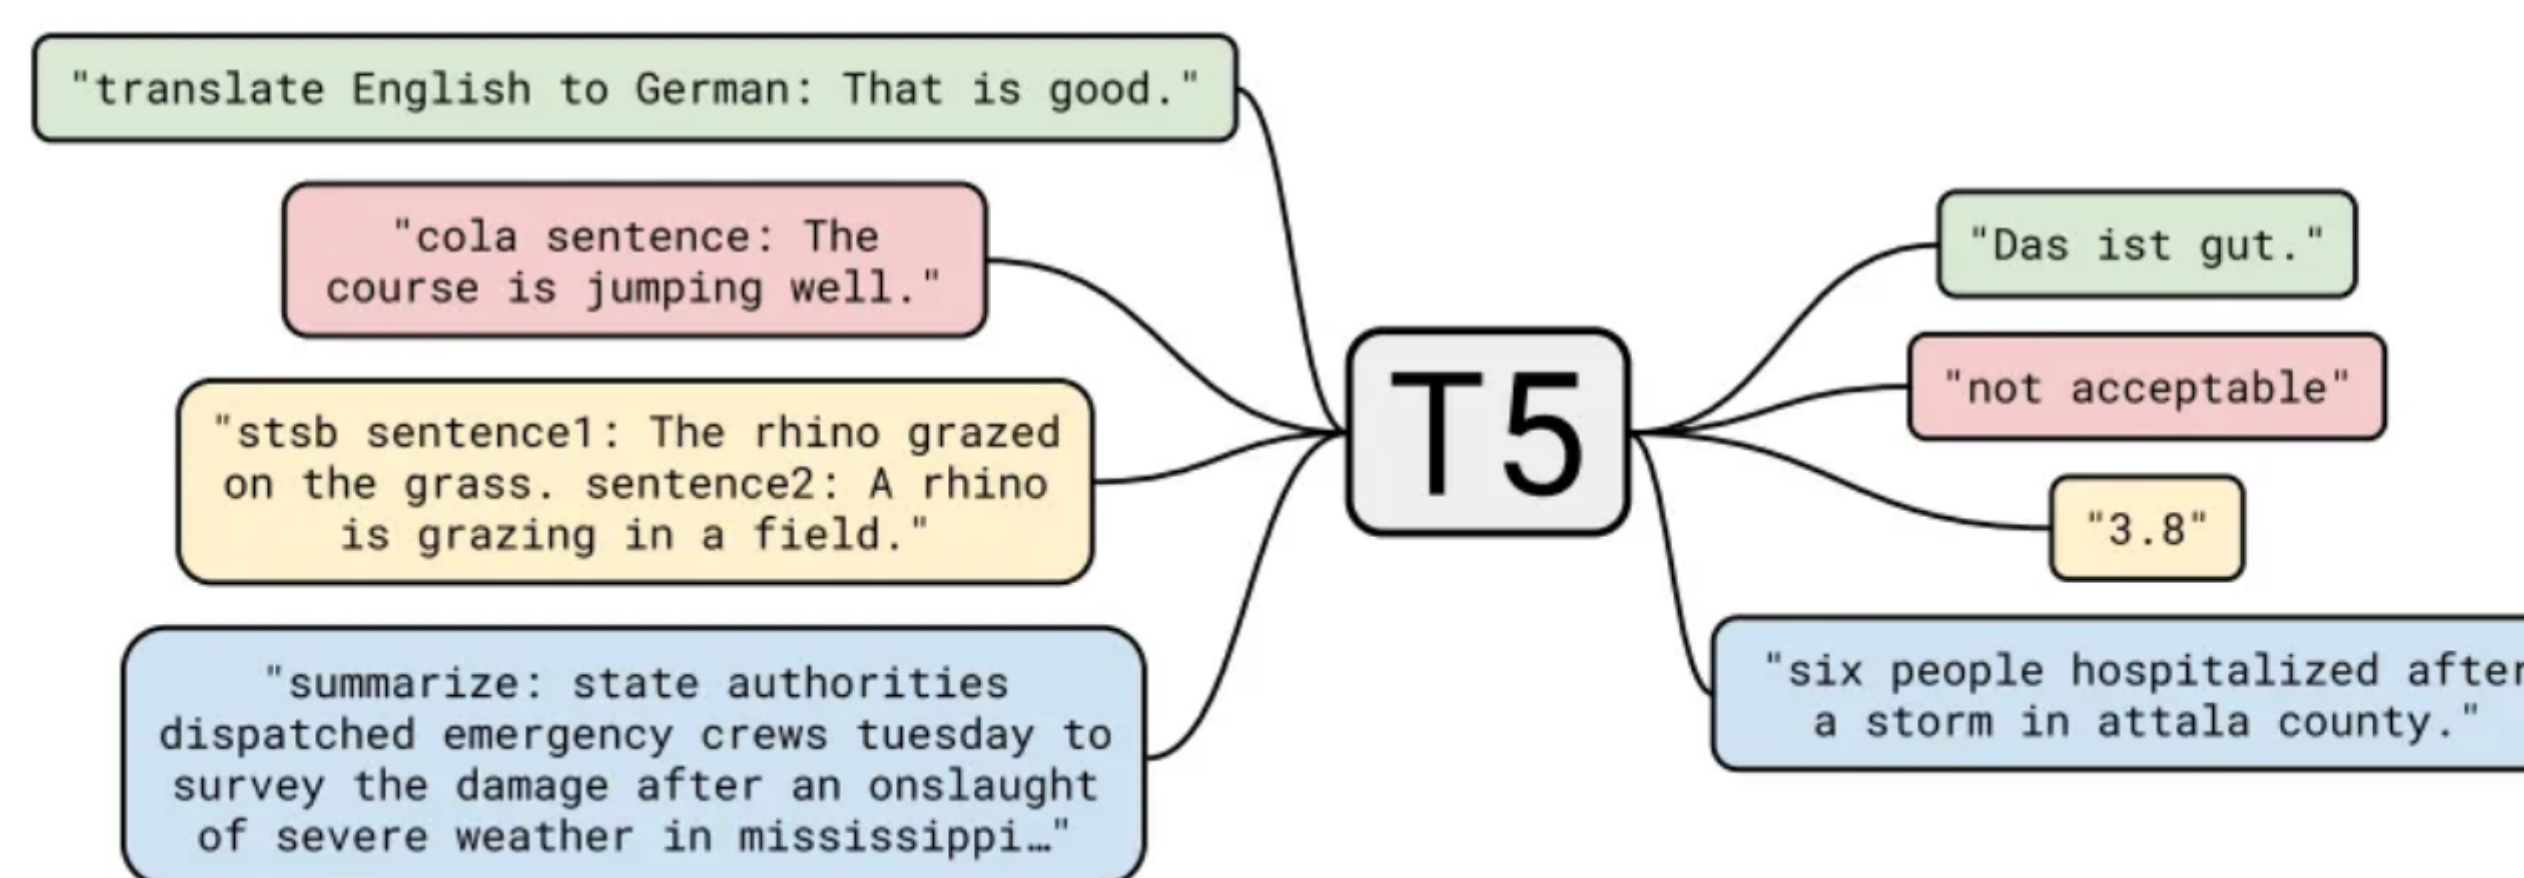 "translate English to German: That is good."
"cola sentence: The
course is jumping well."
"stsb sentence1: The rhino grazed
on the grass. sentence2: A rhino
is grazing in a field."
"summarize: state authorities
dispatched emergency crews tuesday to
survey the damage after an onslaught
of severe weather in mississippi…"
T5
"Das ist gut."
"not acceptable"
"3.8"
"six people hospitalized after
a storm in attala county."